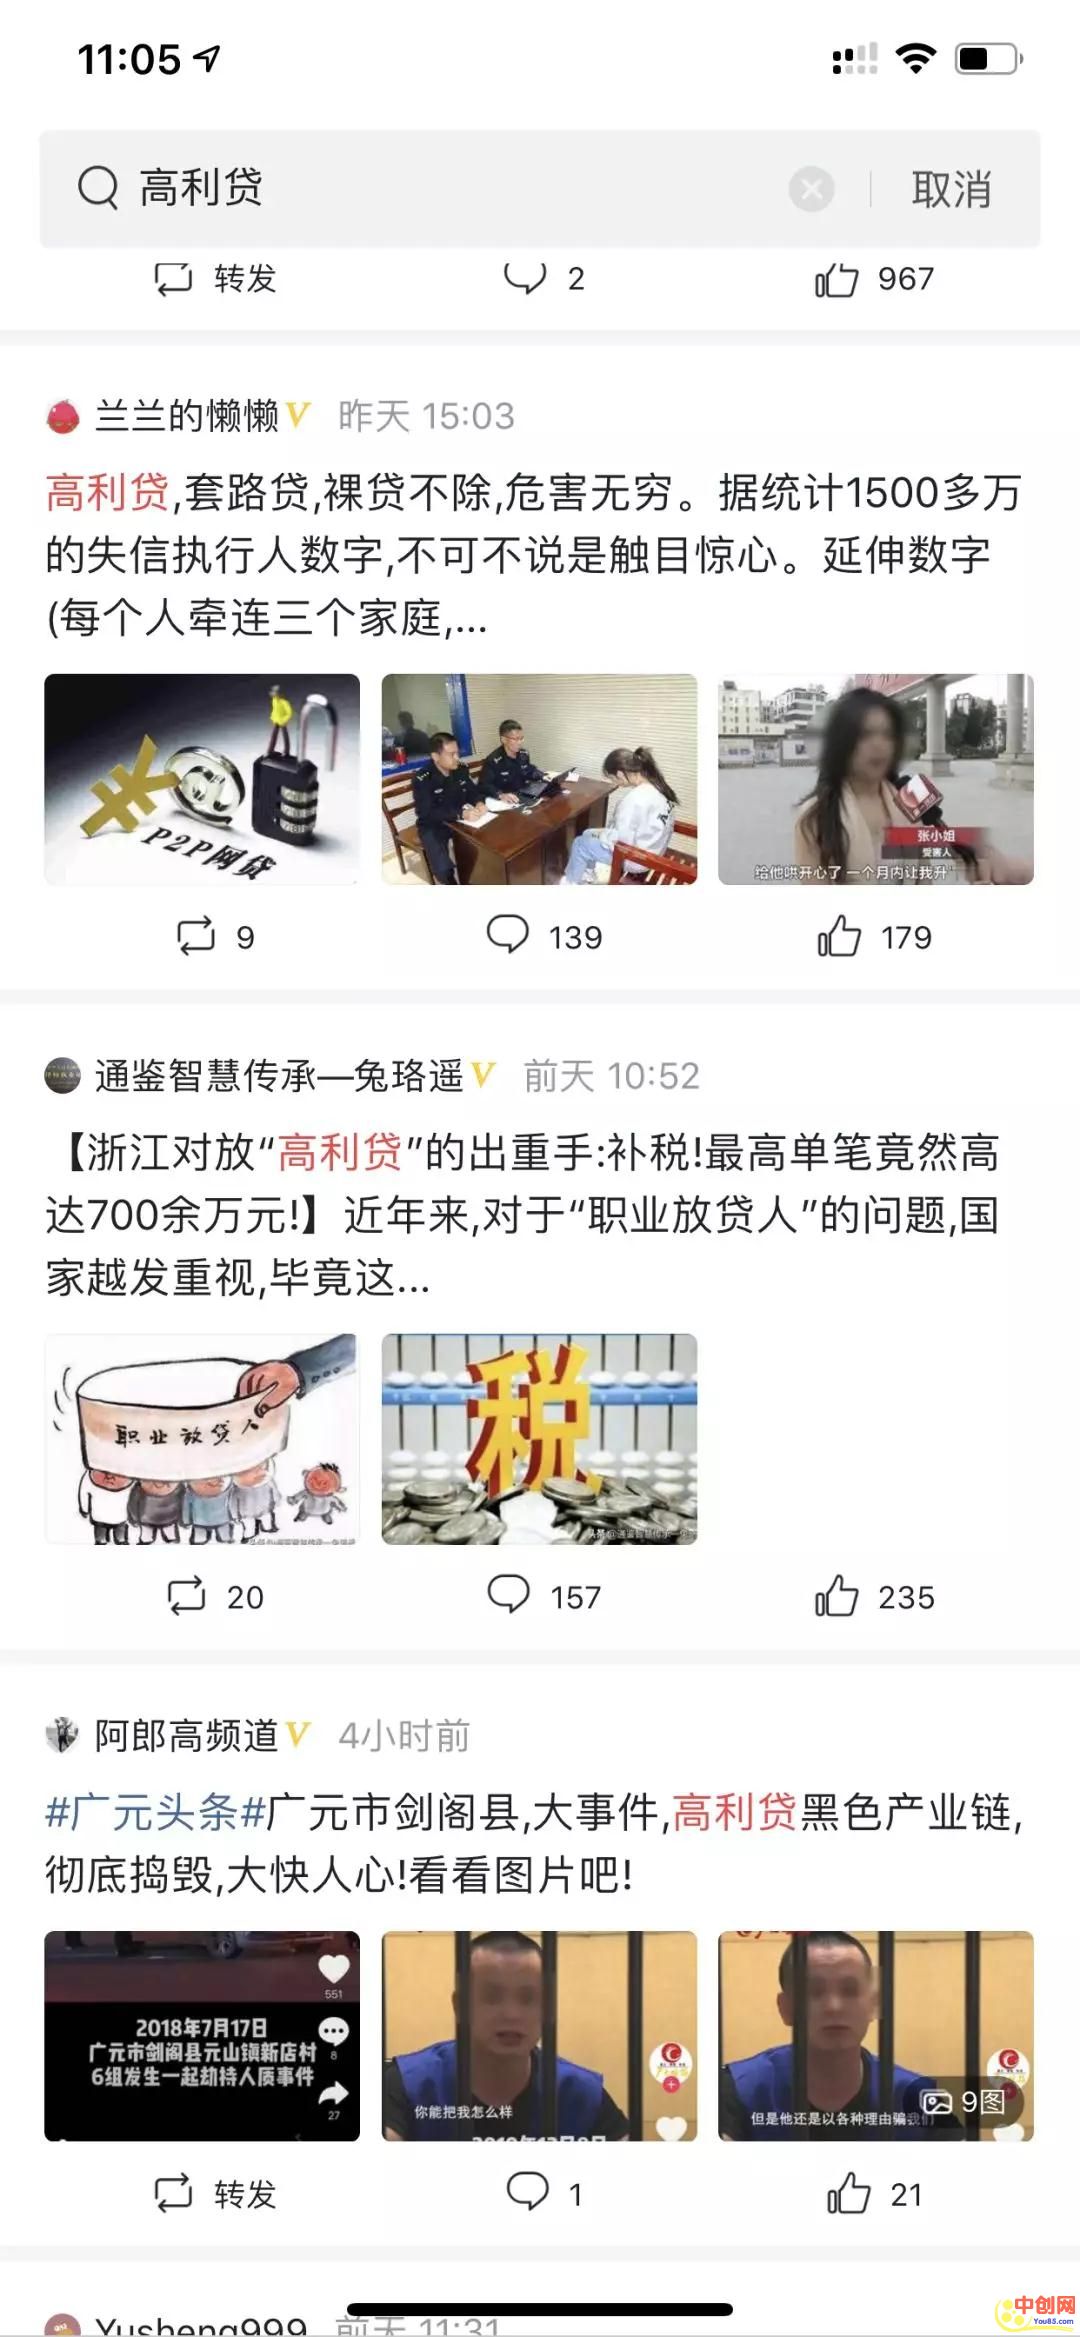 11:05
高利贷
取消
转发 2 967
兰兰的懒懒 V 昨天 15:03
高利贷,套路贷,裸贷不除,危害无穷。据统计1500多万
的失信执行人数字,不可不说是触目惊心。延伸数字
(每个人牵连三个家庭,...
P2P网贷
张小姐
受害人
给他哄开心了 一个月内让我升
9 139 179
通鉴智慧传承—兔珞遥 V 前天 10:52
【浙江对放“高利贷”的出重手:补税!最高单笔竟然高
达700余万元!】近年来,对于“职业放贷人”的问题,国
家越发重视,毕竟这...
职业放贷人
税
头条@通鉴智慧传承一兔
20 157 235
阿郎高频道 V 4小时前
#广元头条#广元市剑阁县,大事件,高利贷黑色产业链,
彻底捣毁,大快人心!看看图片吧!
551
2018年7月17日
广元市剑阁县元山镇新店村
6组发生一起劫持人质事件
8
27
你能把我怎么样
但是他还是以各种理由骗我们
9图
转发 1 21
Yusheng999 前天 11:31
中创网
You85.com